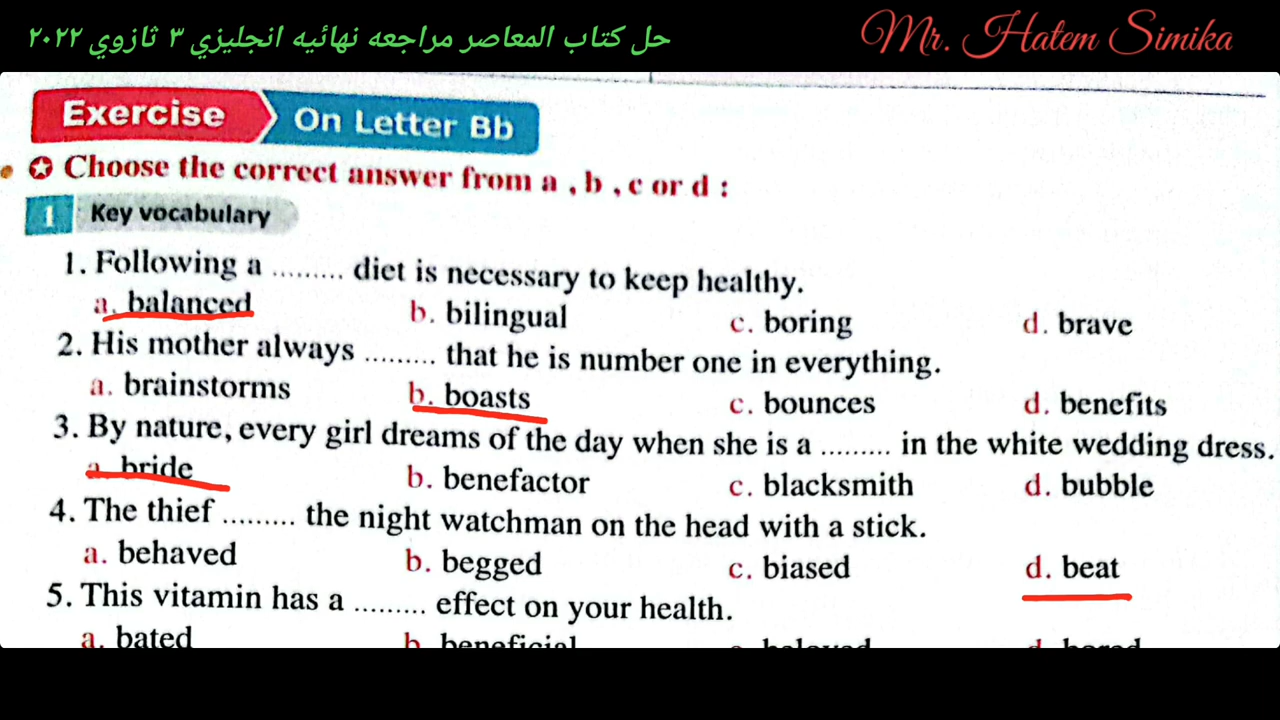 حل كتاب المعاصر مراجعه نهائيه انجليزي ٣ ثازوي ٢٠٢٢
Mr. Hatem Simika
Exercise On Letter Bb
Choose the correct answer from a , b , c or d :
1 Key vocabulary
1. Following a ......... diet is necessary to keep healthy.
a. balanced b. bilingual c. boring d. brave
2. His mother always ......... that he is number one in everything.
a. brainstorms b. boasts c. bounces d. benefits
3. By nature, every girl dreams of the day when she is a ......... in the white wedding dress.
a. bride b. benefactor c. blacksmith d. bubble
4. The thief ......... the night watchman on the head with a stick.
a. behaved b. begged c. biased d. beat
5. This vitamin has a ......... effect on your health.
a. bated b. beneficial c. beloved d. bored